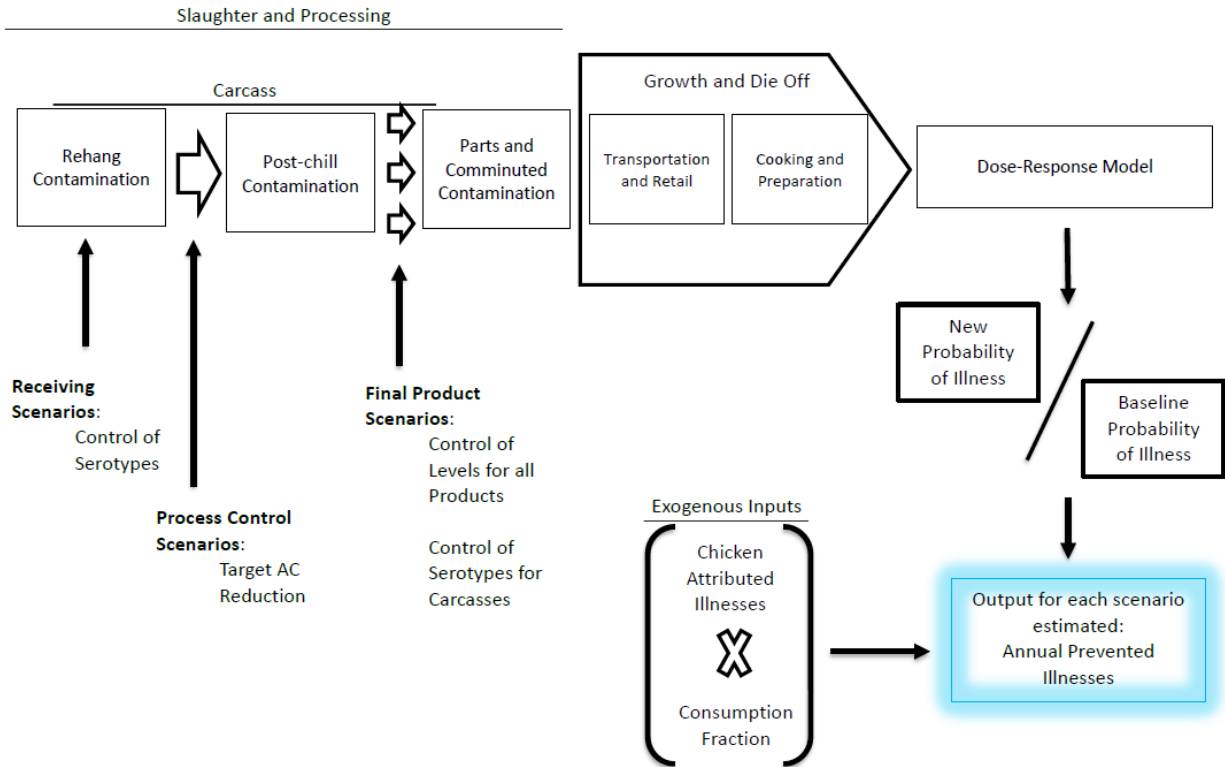 Slaughter and Processing
Carcass
Rehang
Contamination
Post-chill
Contamination
Parts and
Comminuted
Contamination
Growth and Die Off
Transportation
and Retail
Cooking and
Preparation
Dose-Response Model
New
Probability
of Illness
Baseline
Probability
of Illness
Receiving
Scenarios:
Control of
Serotypes
Process Control
Scenarios:
Target AC
Reduction
Final Product
Scenarios:
Control of
Levels for all
Products
Control of
Serotypes for
Carcasses
Exogenous Inputs
Chicken
Attributed
Illnesses
X
Consumption
Fraction
Output for each scenario
estimated:
Annual Prevented
Illnesses